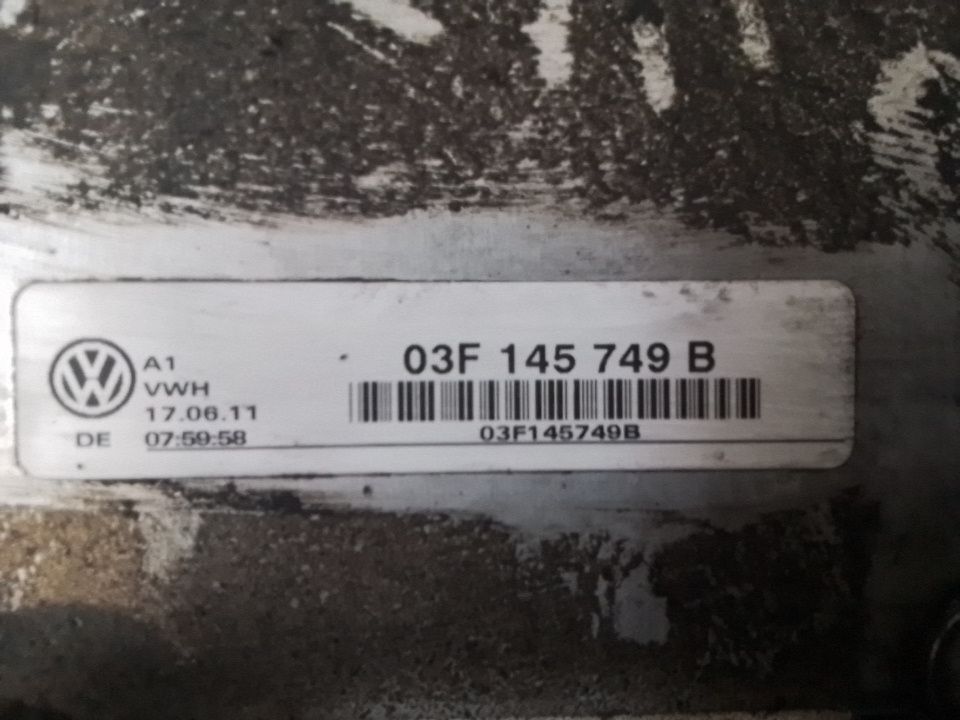 A1
VWH
17.06.11
DE 07:59:58
03F 145 749 B
03F145749B